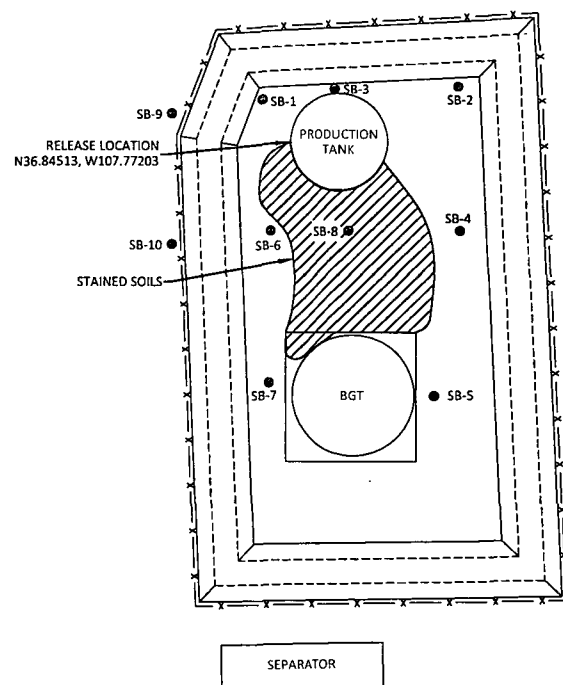 SB-9
SB-1
SB-3
SB-2
RELEASE LOCATION
N36.84513, W107.77203
PRODUCTION
TANK
SB-10
SB-6
SB-8
SB-4
STAINED SOILS
SB-7
BGT
SB-5
SEPARATOR